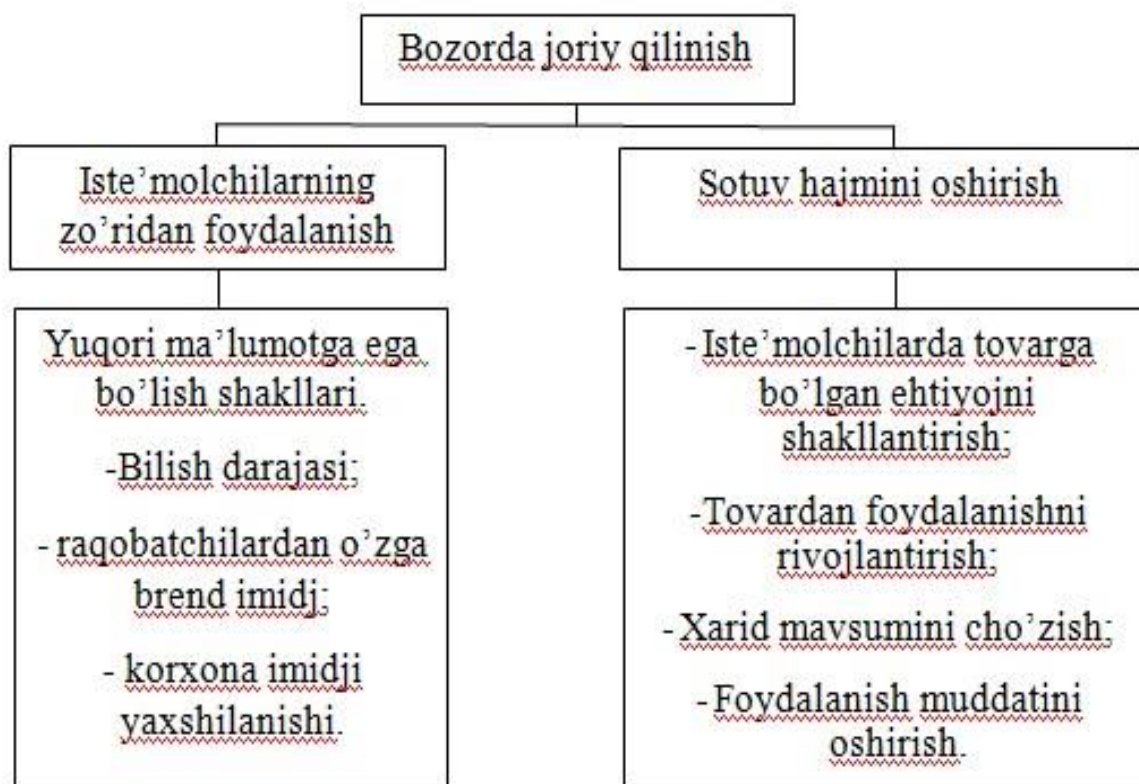 Bozorda joriy qilinish
Iste’molchilarning
zo’ridan foydalanish
Sotuv hajmini oshirish
Yuqori ma’lumotga ega
bo’lish shakllari.
-Bilish darajasi;
- raqobatchilardan o’zga
brend imidj;
- korxona imidji
yaxshilanishi.
- Iste’molchilarda tovarga
bo’lgan ehtiyojni
shakllantirish;
-Tovardan foydalanishni
rivojlantirish;
- Xarid mavsumini cho’zish;
- Foydalanish muddatini
oshirish.